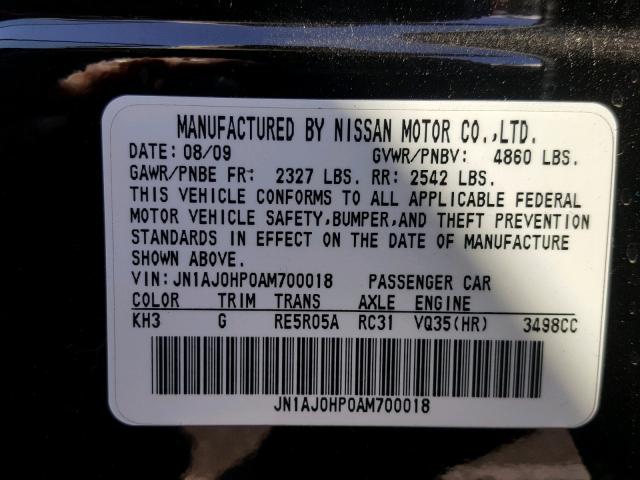 MANUFACTURED BY NISSAN MOTOR CO.,LTD.
DATE: 08/09 GVWR/PNBV: 4860 LBS.
GAWR/PNBE FR: 2327 LBS. RR: 2542 LBS.
THIS VEHICLE CONFORMS TO ALL APPLICABLE FEDERAL
MOTOR VEHICLE SAFETY,BUMPER,AND THEFT PREVENTION
STANDARDS IN EFFECT ON THE DATE OF MANUFACTURE
SHOWN ABOVE.
VIN:JN1AJ0HP0AM700018 PASSENGER CAR
COLOR TRIM TRANS AXLE ENGINE
KH3 G RE5R05A RC31 VQ35(HR) 3498CC
JN1AJ0HP0AM700018